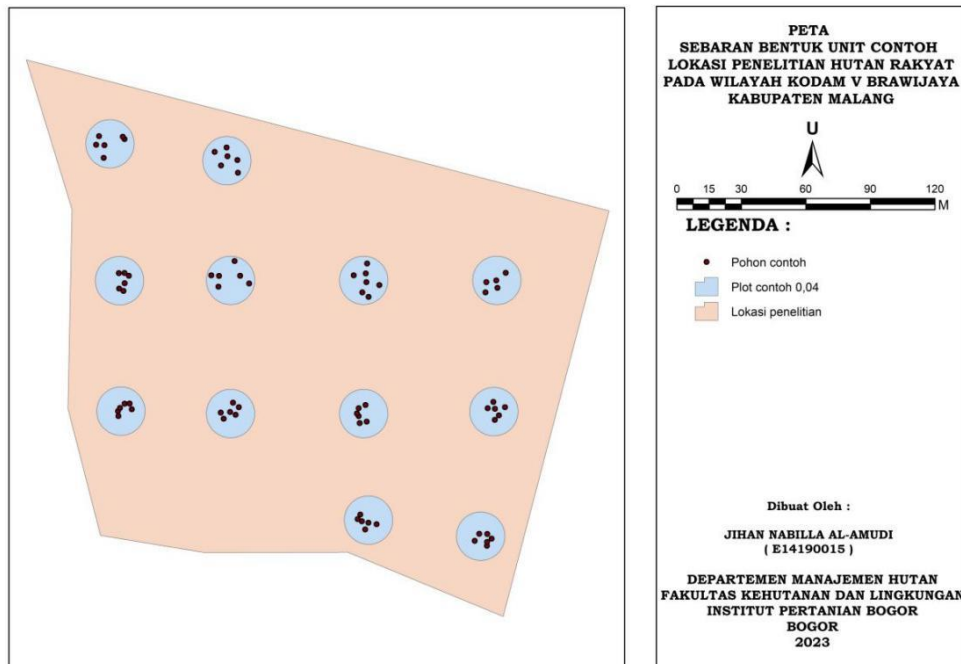 PETA
SEBARAN BENTUK UNIT CONTOH
LOKASI PENELITIAN HUTAN RAKYAT
PADA WILAYAH KODAM V BRAWIJAYA
KABUPATEN MALANG
U
0 15 30 60 90 120
M
LEGENDA :
Pohon contoh
Plot contoh 0,04
Lokasi penelitian
Dibuat Oleh :
JIHAN NABILLA AL-AMUDI
( E14190015 )
DEPARTEMEN MANAJEMEN HUTAN
FAKULTAS KEHUTANAN DAN LINGKUNGAN
INSTITUT PERTANIAN BOGOR
BOGOR
2023